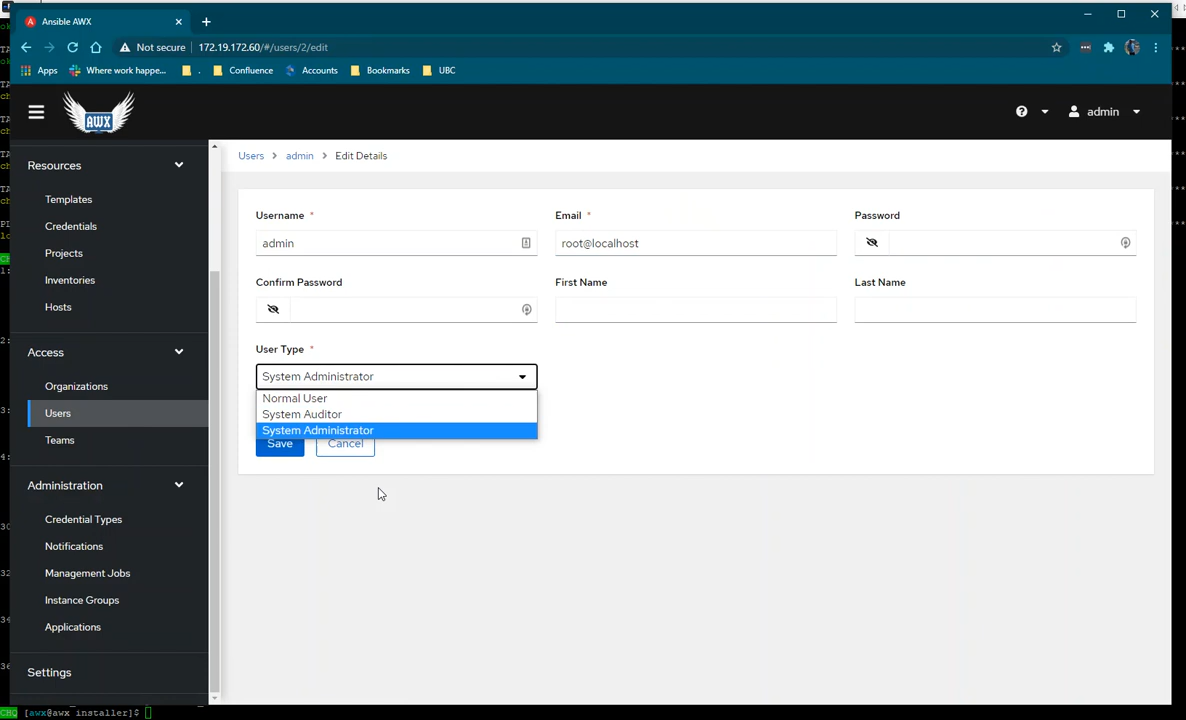 Ansible AWX
Not secure
172.19.172.60/#/users/2/edit
Apps
Where work happe...
.
Confluence
Accounts
Bookmarks
UBC
AWX
admin
Resources
Templates
Credentials
Projects
Inventories
Hosts
Access
Organizations
Users
Teams
Administration
Credential Types
Notifications
Management Jobs
Instance Groups
Applications
Settings
Users > admin > Edit Details
Username *
admin
Email *
root@localhost
Password
Confirm Password
First Name
Last Name
User Type *
System Administrator
Normal User
System Auditor
System Administrator
Save
Cancel
[awx@awx installer]$